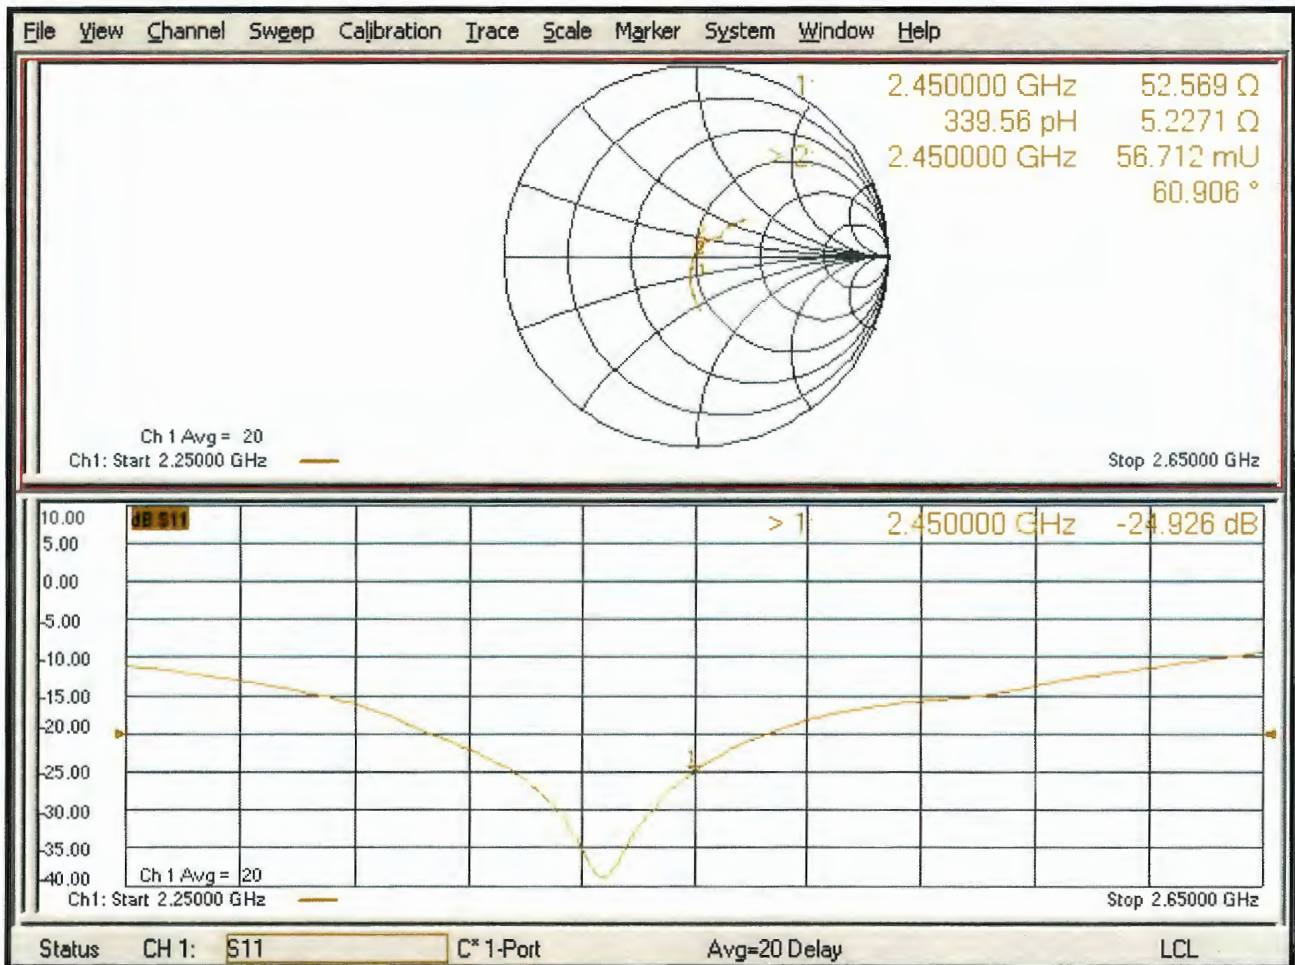 File View Channel Sweep Calibration Trace Scale Marker System Window Help
1: 2.450000 GHz 52.569 Ω
339.56 pH 5.2271 Ω
> 2: 2.450000 GHz 56.712 mU
60.906 °
Ch 1 Avg = 20
Ch1: Start 2.25000 GHz Stop 2.65000 GHz
10.00 dB S11 > 1: 2.450000 GHz -24.926 dB
5.00
0.00
-5.00
-10.00
-15.00
-20.00
1
-25.00
-30.00
-35.00
-40.00 Ch 1 Avg = 20
Ch1: Start 2.25000 GHz Stop 2.65000 GHz
Status CH 1: S11 C* 1-Port Avg=20 Delay LCL